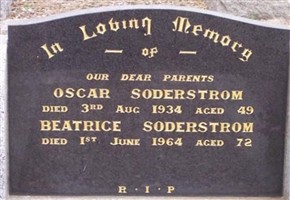 In Loving Memory
— of —
OUR DEAR PARENTS
OSCAR SODERSTROM
DIED 3RD AUG 1934 AGED 49
BEATRICE SODERSTROM
DIED 1ST JUNE 1964 AGED 72
R · I · P